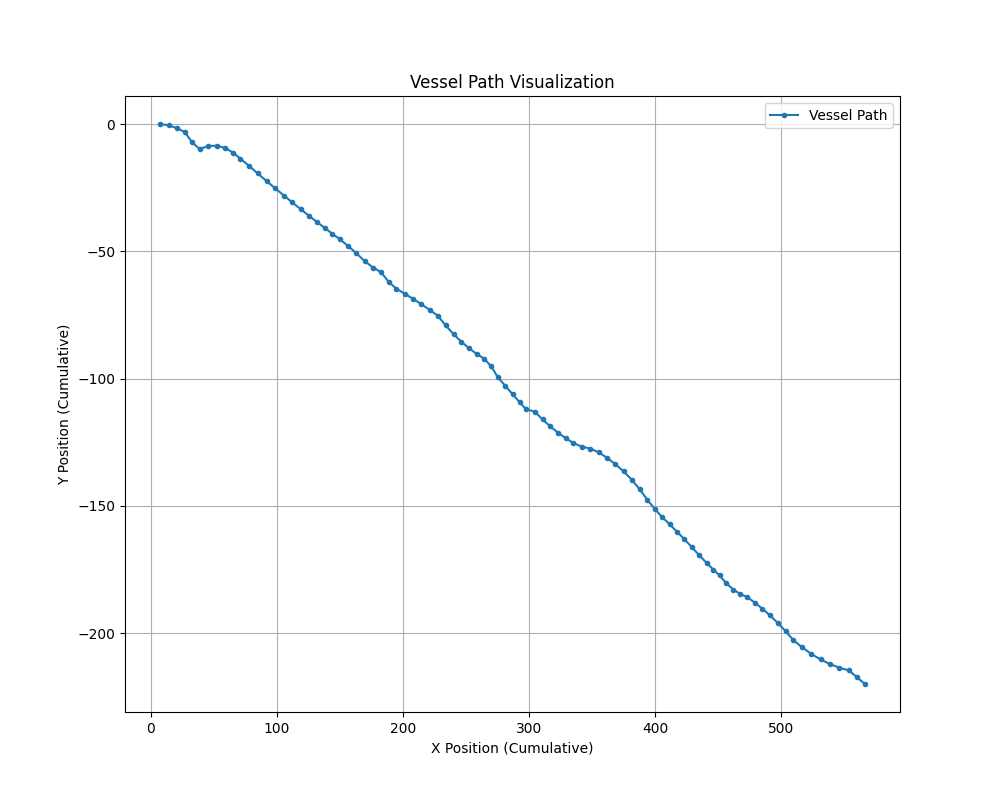 Vessel Path Visualization
Vessel Path
0
−50
−100
−150
−200
Y Position (Cumulative)
0 100 200 300 400 500
X Position (Cumulative)